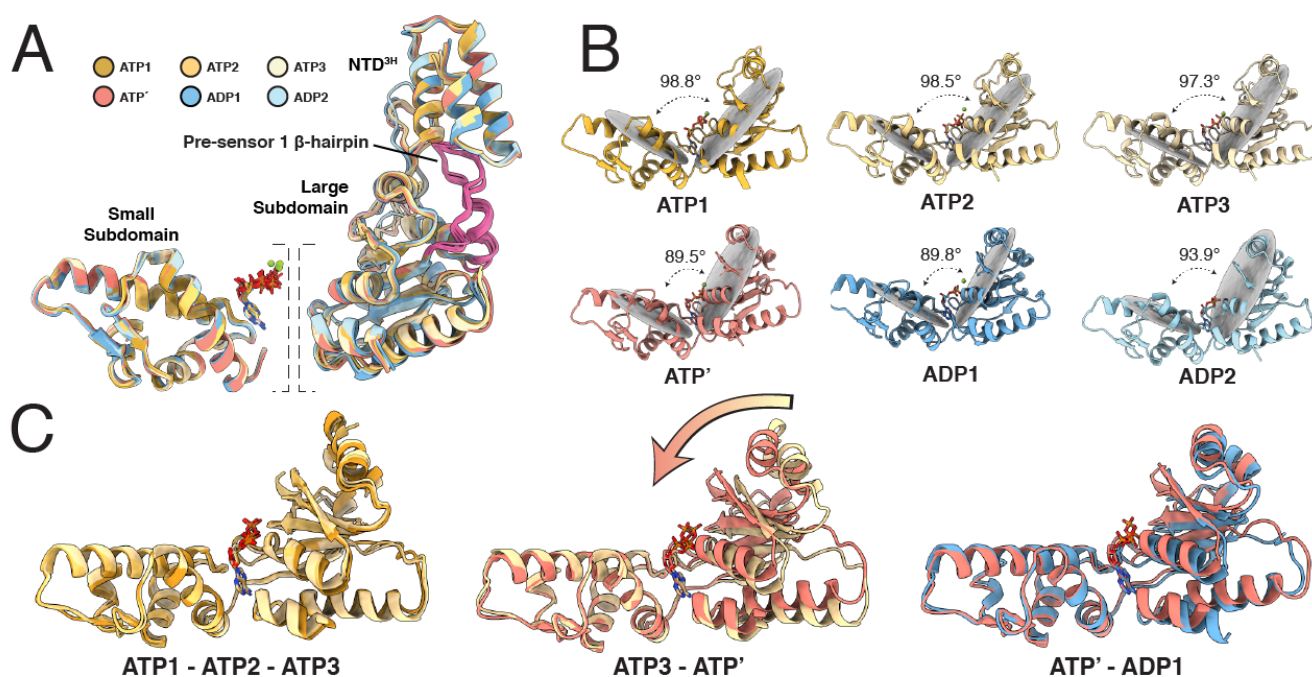 A
ATP1 ATP2 ATP3
ATP´ ADP1 ADP2
NTD³ᴴ
Pre-sensor 1 β-hairpin
Large
Subdomain
Small
Subdomain
B
98.8°
ATP1
98.5°
ATP2
97.3°
ATP3
89.5°
ATP'
89.8°
ADP1
93.9°
ADP2
C
ATP1 - ATP2 - ATP3
ATP3 - ATP'
ATP' - ADP1